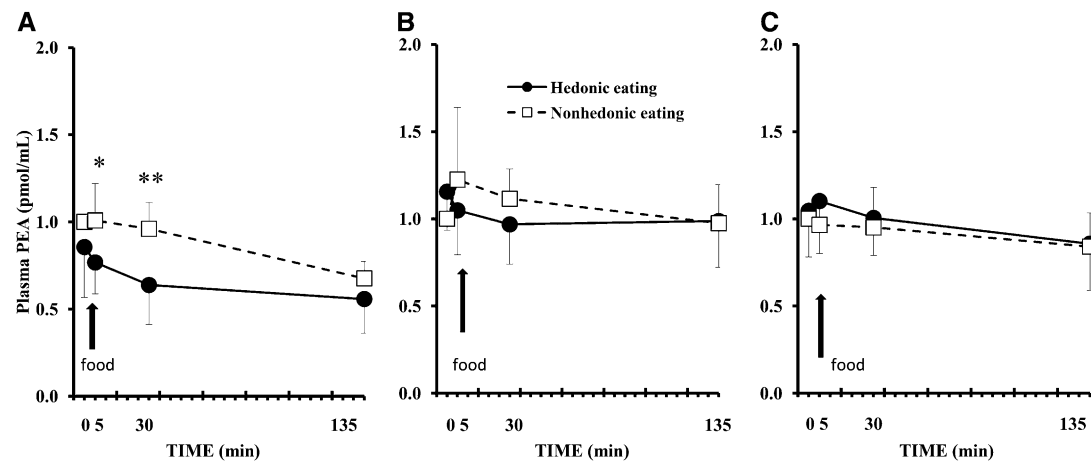 A
2.0
1.5
1.0
0.5
0.0
Plasma PEA (pmol/mL)
*
**
food
0 5 30 135
TIME (min)
B
2.0
1.5
1.0
0.5
0.0
Hedonic eating
Nonhedonic eating
food
0 5 30 135
TIME (min)
C
2.0
1.5
1.0
0.5
0.0
food
0 5 30 135
TIME (min)